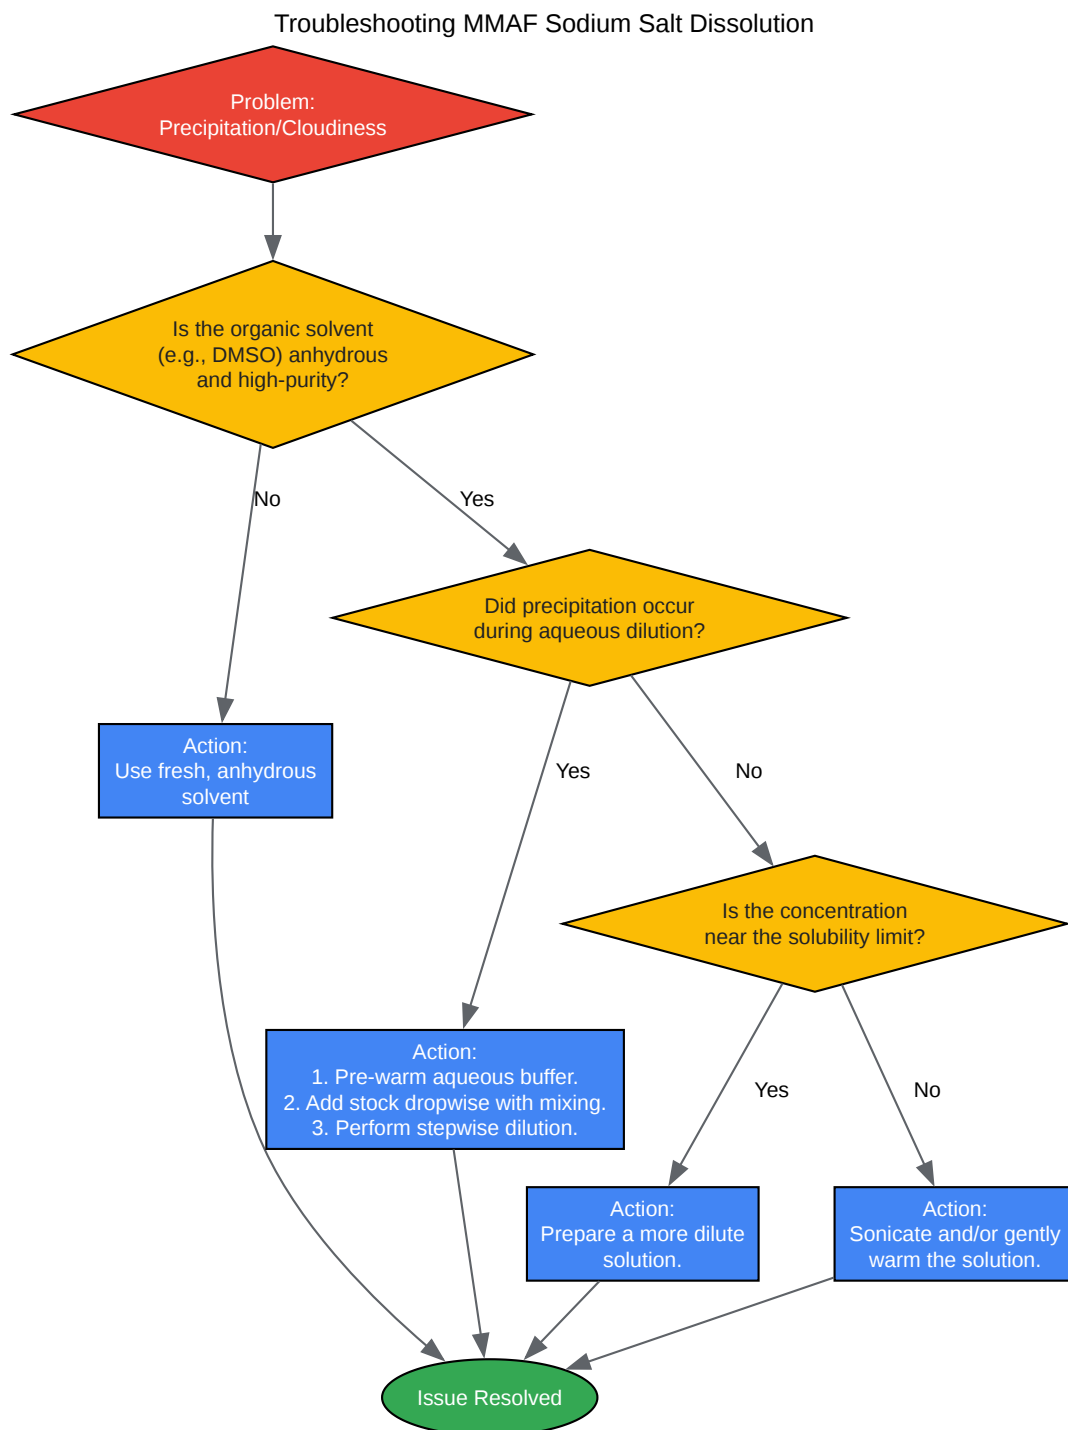 Troubleshooting MMAF Sodium Salt Dissolution
Problem:
Precipitation/Cloudiness
Is the organic solvent
(e.g., DMSO) anhydrous
and high-purity?
No
Yes
Did precipitation occur
during aqueous dilution?
Action:
Use fresh, anhydrous
solvent
Yes
No
Is the concentration
near the solubility limit?
Action:
1. Pre-warm aqueous buffer.
2. Add stock dropwise with mixing.
3. Perform stepwise dilution.
Yes
No
Action:
Prepare a more dilute
solution.
Action:
Sonicate and/or gently
warm the solution.
Issue Resolved